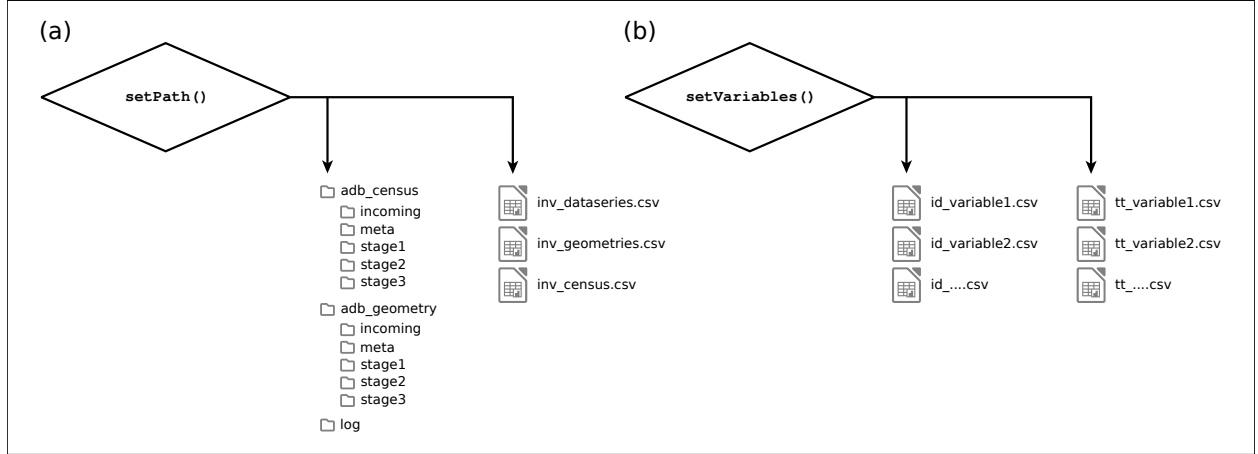 (a)
setPath()
adb_census
incoming
meta
stage1
stage2
stage3
adb_geometry
incoming
meta
stage1
stage2
stage3
log
inv_dataseries.csv
inv_geometries.csv
inv_census.csv
(b)
setVariables()
id_variable1.csv
id_variable2.csv
id_....csv
tt_variable1.csv
tt_variable2.csv
tt_....csv